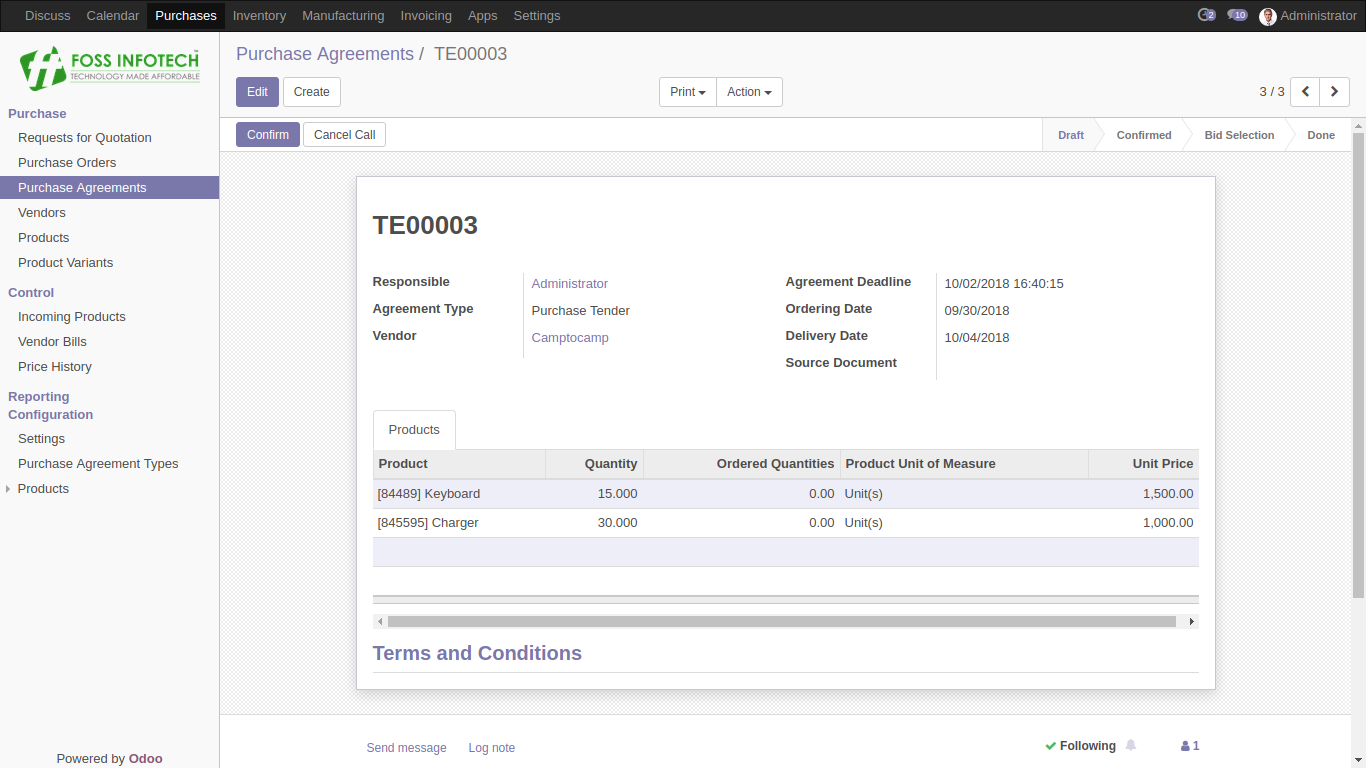 Discuss Calendar Purchases Inventory Manufacturing Invoicing Apps Settings 2 10 Administrator
FOSS INFOTECH
TECHNOLOGY MADE AFFORDABLE
Purchase Agreements / TE00003
Edit Create Print Action 3 / 3
Purchase
Requests for Quotation
Purchase Orders
Purchase Agreements
Vendors
Products
Product Variants
Control
Incoming Products
Vendor Bills
Price History
Reporting
Configuration
Settings
Purchase Agreement Types
Products
Powered by Odoo
Confirm Cancel Call Draft Confirmed Bid Selection Done
TE00003
Responsible Administrator Agreement Deadline 10/02/2018 16:40:15
Agreement Type Purchase Tender Ordering Date 09/30/2018
Vendor Camptocamp Delivery Date 10/04/2018
Source Document
Products
Product Quantity Ordered Quantities Product Unit of Measure Unit Price
[84489] Keyboard 15.000 0.00 Unit(s) 1,500.00
[845595] Charger 30.000 0.00 Unit(s) 1,000.00
Terms and Conditions
Send message Log note Following 1